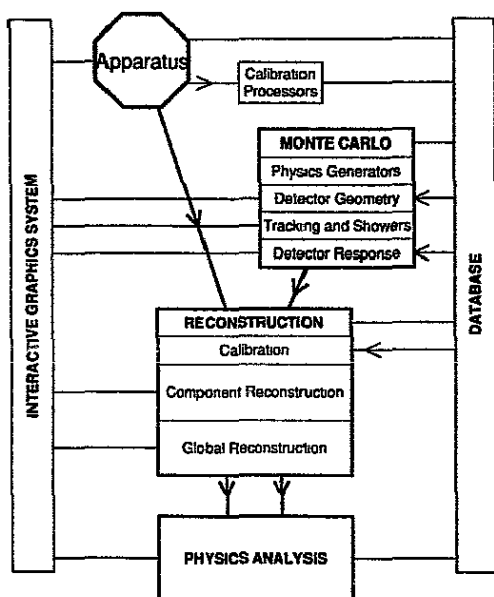 Apparatus
Calibration
Processors
MONTE CARLO
Physics Generators
Detector Geometry
Tracking and Showers
Detector Response
INTERACTIVE GRAPHICS SYSTEM
DATABASE
RECONSTRUCTION
Calibration
Component Reconstruction
Global Reconstruction
PHYSICS ANALYSIS